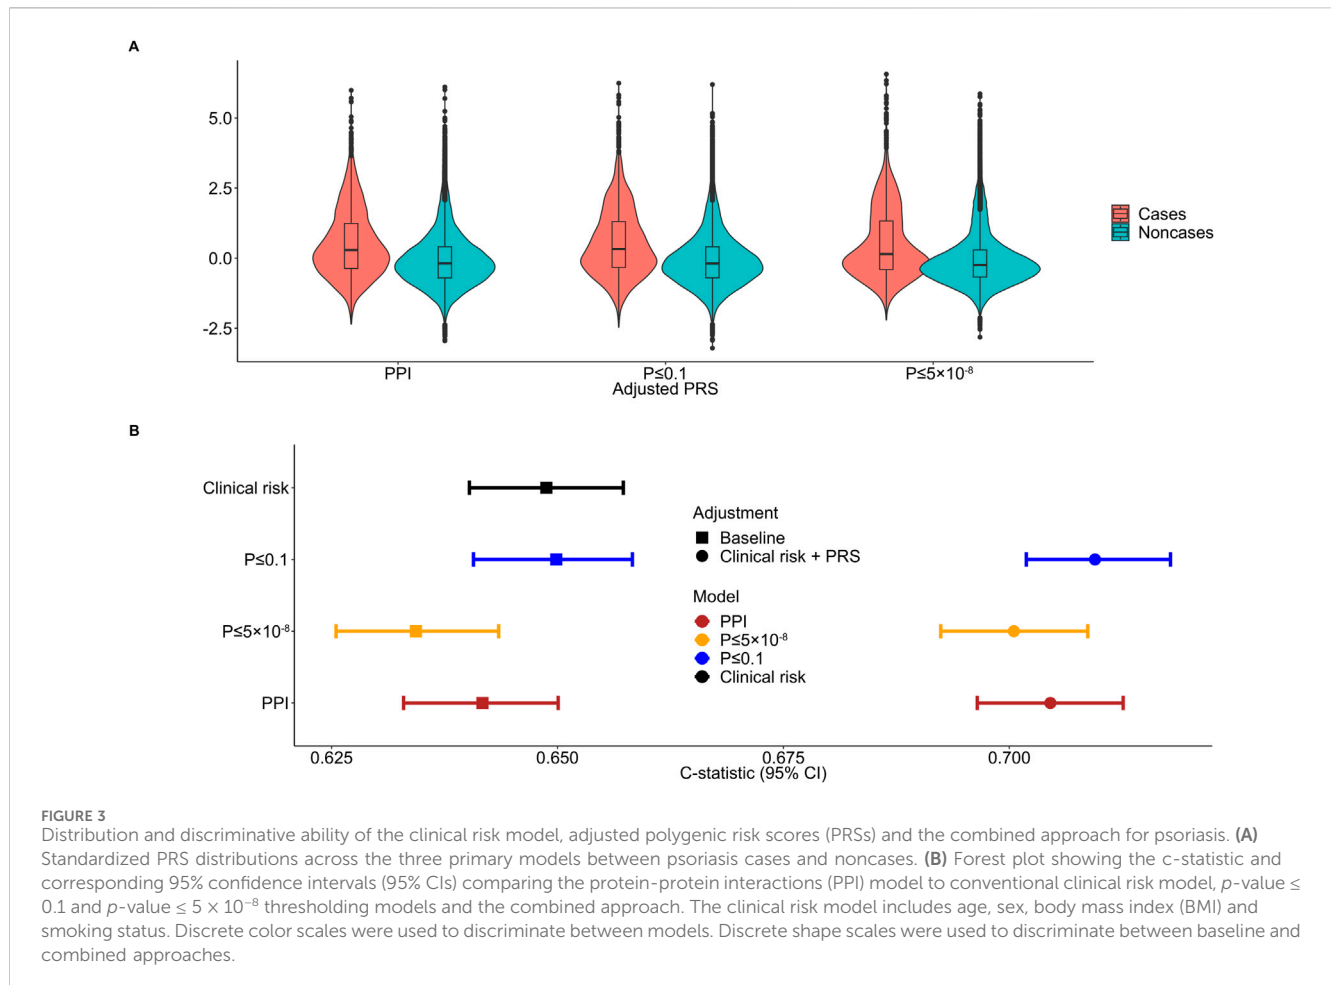 A
5.0
2.5
0.0
-2.5
PPI
P≤0.1
P≤5×10⁻⁸
Adjusted PRS
Cases
Noncases
B
Clinical risk
P≤0.1
P≤5×10⁻⁸
PPI
Adjustment
Baseline
Clinical risk + PRS
Model
PPI
P≤5×10⁻⁸
P≤0.1
Clinical risk
0.625
0.650
0.675
0.700
C-statistic (95% CI)
FIGURE 3
Distribution and discriminative ability of the clinical risk model, adjusted polygenic risk scores (PRSs) and the combined approach for psoriasis. (A)
Standardized PRS distributions across the three primary models between psoriasis cases and noncases. (B) Forest plot showing the c-statistic and
corresponding 95% confidence intervals (95% CIs) comparing the protein-protein interactions (PPI) model to conventional clinical risk model, p-value ≤
0.1 and p-value ≤ 5 × 10⁻⁸ thresholding models and the combined approach. The clinical risk model includes age, sex, body mass index (BMI) and
smoking status. Discrete color scales were used to discriminate between models. Discrete shape scales were used to discriminate between baseline and
combined approaches.